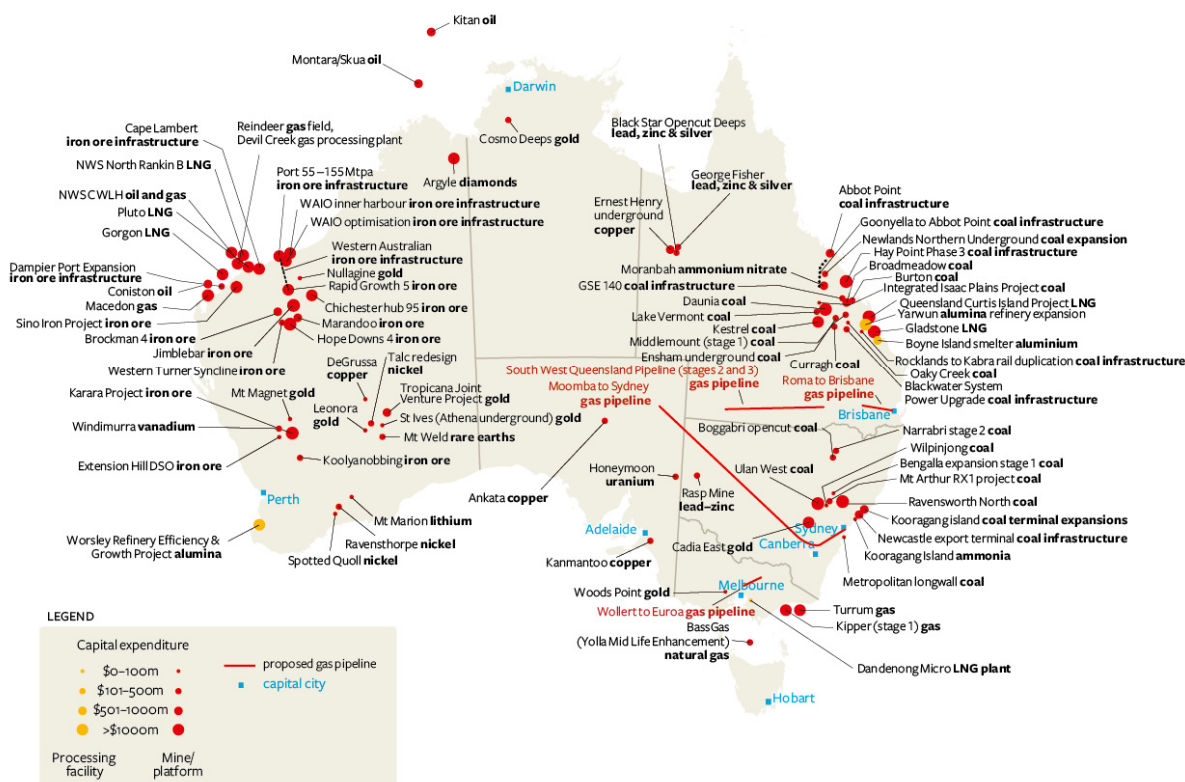 Kitan oil
Montara/Skua oil
Darwin
Cosmo Deeps gold
Argyle diamonds
Cape Lambert
iron ore infrastructure
Reindeer gas field,
Devil Creek gas processing plant
NWS North Rankin B LNG
Port 55–155Mtpa
iron ore infrastructure
NWS CWLH oil and gas
WAIO inner harbour iron ore infrastructure
Pluto LNG
WAIO optimisation iron ore infrastructure
Gorgon LNG
Western Australian
iron ore infrastructure
Dampier Port Expansion
iron ore infrastructure
Nullagine gold
Coniston oil
Rapid Growth 5 iron ore
Macedon gas
Chichester hub 95 iron ore
Sino Iron Project iron ore
Marandoo iron ore
Brockman 4 iron ore
Hope Downs 4 iron ore
Jimblebar iron ore
Western Turner Syncline iron ore
DeGrussa
copper
Talc redesign
nickel
Karara Project iron ore
Mt Magnet gold
Tropicana Joint
Venture Project gold
Leonora
gold
St Ives (Athena underground) gold
Windimurra vanadium
Mt Weld rare earths
Extension Hill DSO iron ore
Koolyanobbing iron ore
Perth
Mt Marion lithium
Worsley Refinery Efficiency &
Growth Project alumina
Ravensthorpe nickel
Spotted Quoll nickel
Black Star Opencut Deeps
lead, zinc & silver
George Fisher
lead, zinc & silver
Ernest Henry
underground
copper
Abbot Point
coal infrastructure
Goonyella to Abbot Point coal infrastructure
Newlands Northern Underground coal expansion
Hay Point Phase 3 coal infrastructure
Moranbah ammonium nitrate
Broadmeadow coal
Burton coal
GSE 140 coal infrastructure
Integrated Isaac Plains Project coal
Daunia coal
Queensland Curtis Island Project LNG
Lake Vermont coal
Yarwun alumina refinery expansion
Kestrel coal
Gladstone LNG
Middlemount (stage 1) coal
Boyne Island smelter aluminium
Ensham underground coal
Curragh coal
Rocklands to Kabra rail duplication coal infrastructure
Oaky Creek coal
Blackwater System
Power Upgrade coal infrastructure
South West Queensland Pipeline (stages 2 and 3)
gas pipeline
Moomba to Sydney
gas pipeline
Roma to Brisbane
gas pipeline
Brisbane
Boggabri opencut coal
Narrabri stage 2 coal
Wilpinjong coal
Ulan West coal
Bengalla expansion stage 1 coal
Mt Arthur RX1 project coal
Honeymoon
uranium
Rasp Mine
lead–zinc
Ankata copper
Ravensworth North coal
Kooragang island coal terminal expansions
Adelaide
Sydney
Newcastle export terminal coal infrastructure
Cadia East gold
Canberra
Kooragang Island ammonia
Kanmantoo copper
Metropolitan longwall coal
Woods Point gold
Melbourne
Wollert to Euroa gas pipeline
Turrum gas
Kipper (stage 1) gas
BassGas
(Yolla Mid Life Enhancement)
natural gas
Dandenong Micro LNG plant
Hobart
LEGEND
Capital expenditure
$0–100m
$101–500m
$501–1000m
>$1000m
Processing
facility
Mine/
platform
proposed gas pipeline
capital city